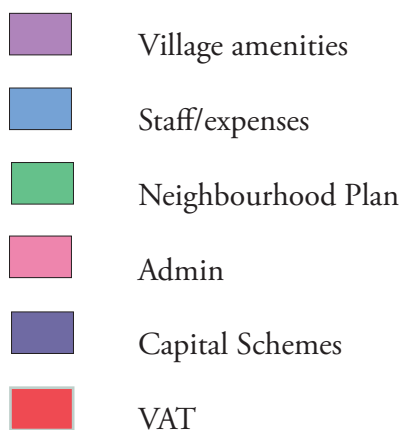 Village amenities
Staff/expenses
Neighbourhood Plan
Admin
Capital Schemes
VAT